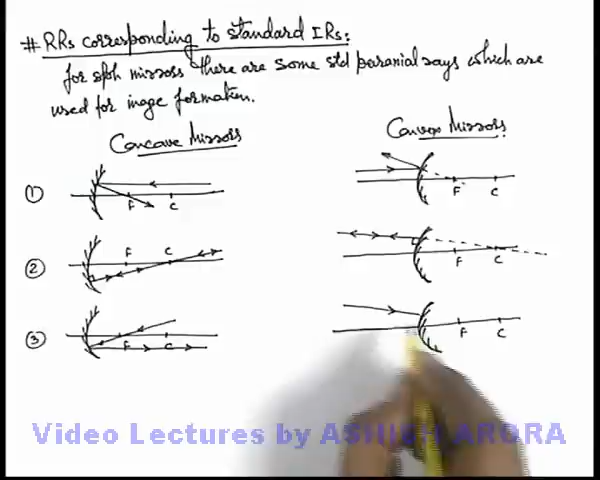 # RRs corresponding to standard IRs:
for sph mirrors there are some std paraxial rays which are
used for image formation.
Concave Mirrors
Convex Mirrors:
①
F
C
F
C
②
F
C
F
C
③
F
C
F
C
Video Lectures by ASHISH ARORA